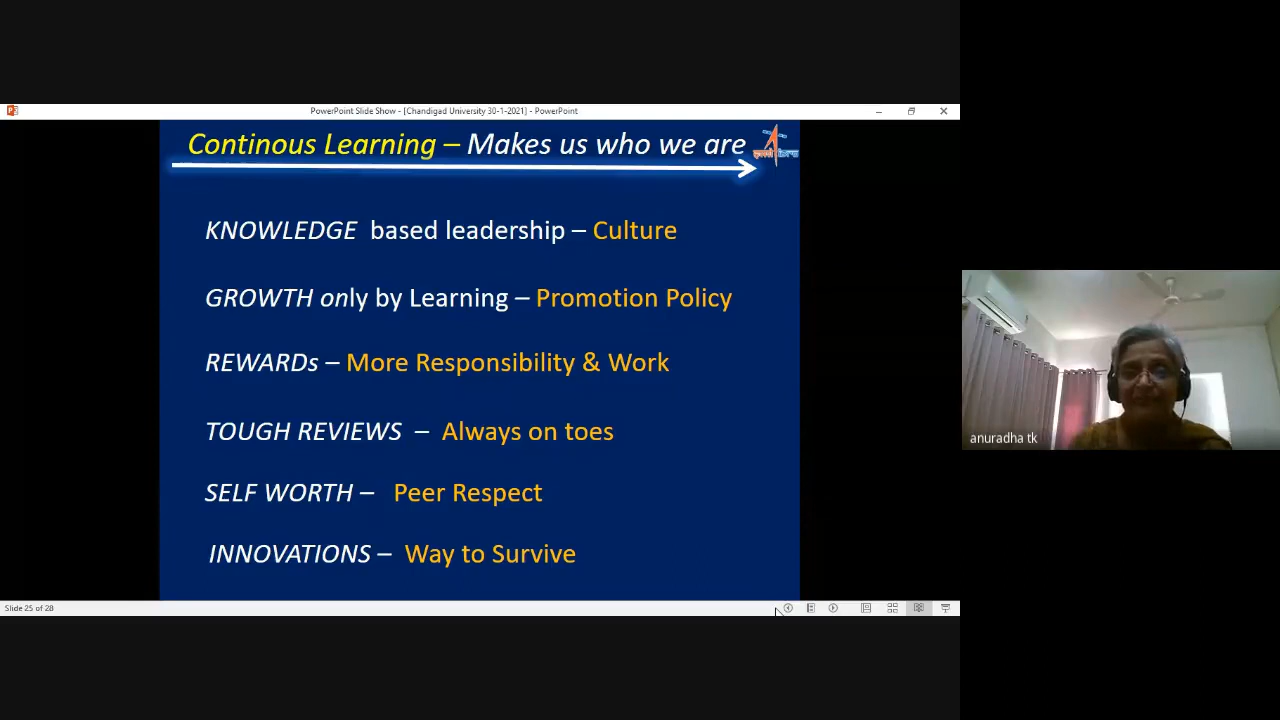 PowerPoint Slide Show - [Chandigad University 30-1-2021] - PowerPoint
Continous Learning – Makes us who we are
इसरो isro
KNOWLEDGE based leadership – Culture
GROWTH only by Learning – Promotion Policy
REWARDs – More Responsibility & Work
TOUGH REVIEWS – Always on toes
SELF WORTH – Peer Respect
INNOVATIONS – Way to Survive
Slide 25 of 28
anuradha tk